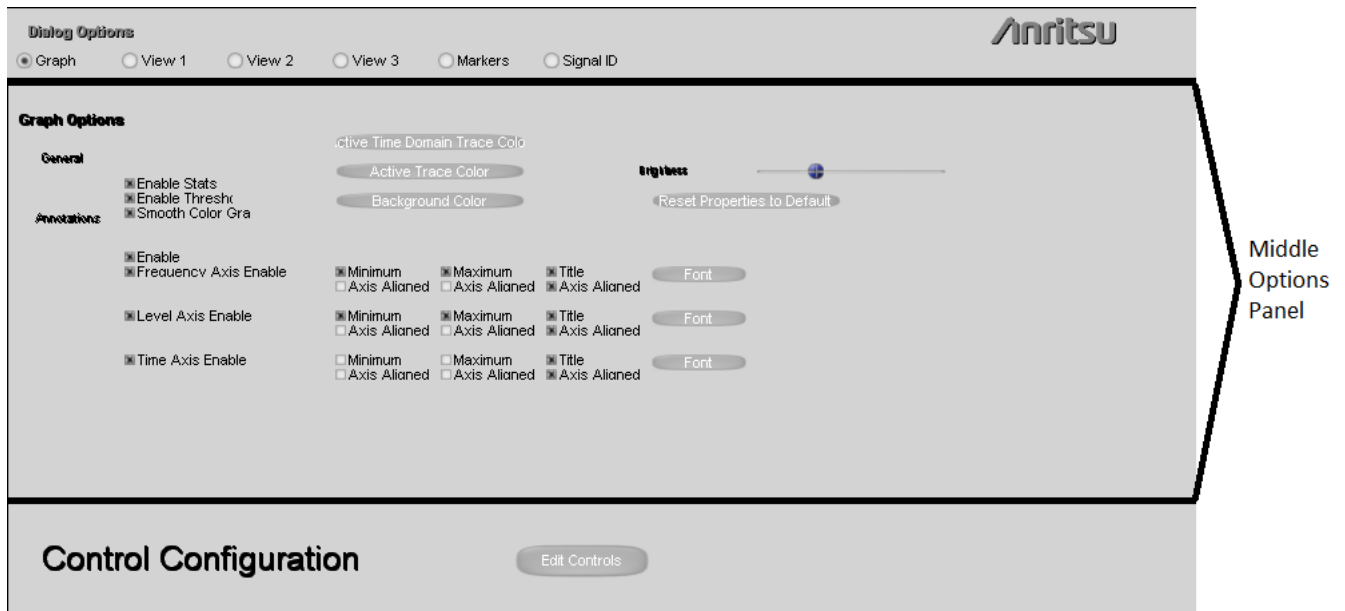 Dialog Options
Anritsu
Graph View 1 View 2 View 3 Markers Signal ID
Graph Options
General
Active Time Domain Trace Colo
Active Trace Color
Brightness
Enable Stats
Enable Thresho
Background Color
Reset Properties to Default
Annotations
Smooth Color Gra
Enable
Frequency Axis Enable Minimum Maximum Title Font
Axis Aligned Axis Aligned Axis Aligned
Level Axis Enable Minimum Maximum Title Font
Axis Aligned Axis Aligned Axis Aligned
Time Axis Enable Minimum Maximum Title Font
Axis Aligned Axis Aligned Axis Aligned
Middle
Options
Panel
Control Configuration Edit Controls